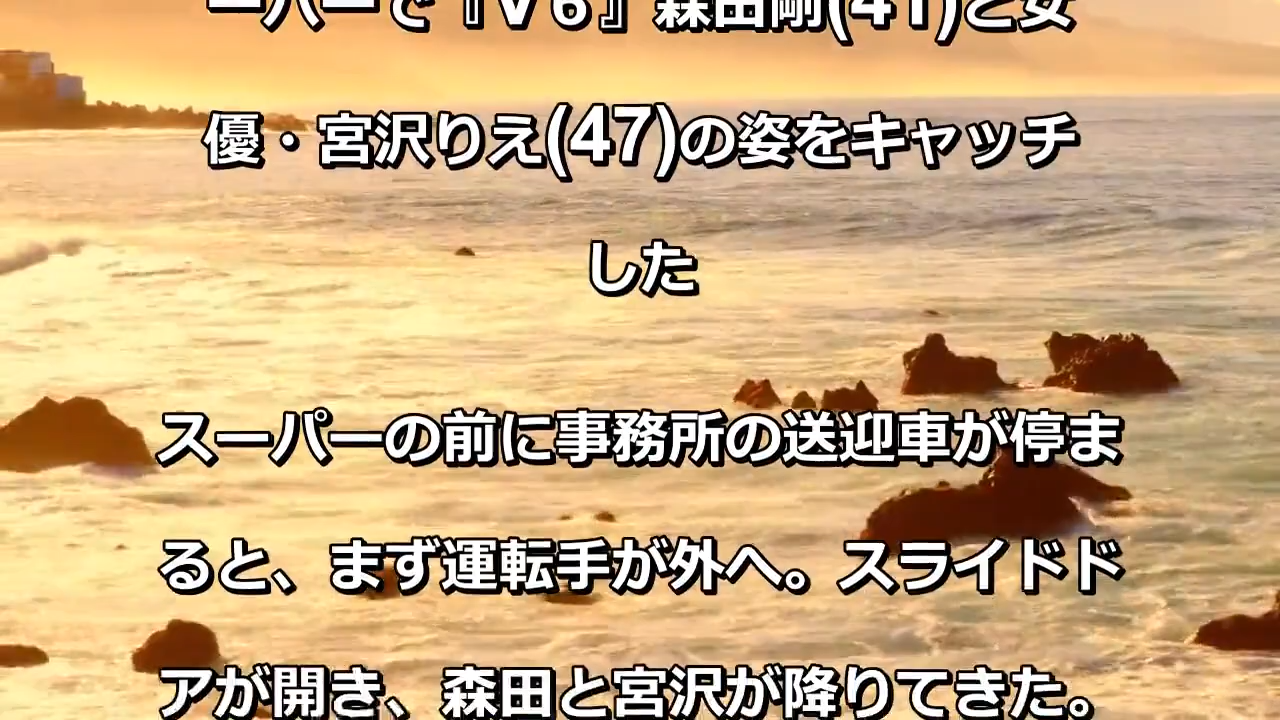 ーパーで『V6』森田剛(41)と女
優・宮沢りえ(47)の姿をキャッチ
した
スーパーの前に事務所の送迎車が停ま
ると、まず運転手が外へ。スライドド
アが開き、森田と宮沢が降りてきた。